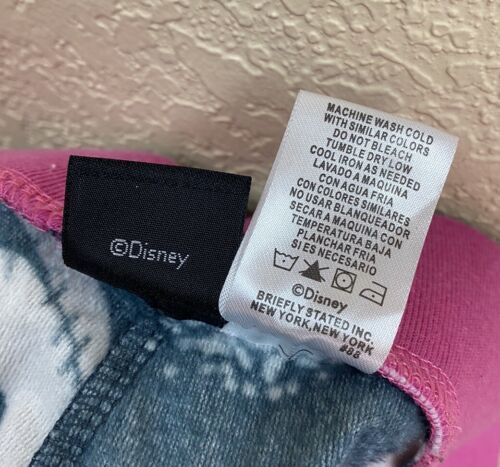 ©Disney
MACHINE WASH COLD
WITH SIMILAR COLORS
DO NOT BLEACH
TUMBLE DRY LOW
COOL IRON AS NEEDED
LAVADO A MAQUINA
CON AGUA FRIA
CON COLORES SIMILARES
NO USAR BLANQUEADOR
SECAR A MAQUINA CON
TEMPERATURA BAJA
PLANCHAR FRIA
SI ES NECESARIO
©Disney
BRIEFLY STATED INC.
NEW YORK, NEW YORK